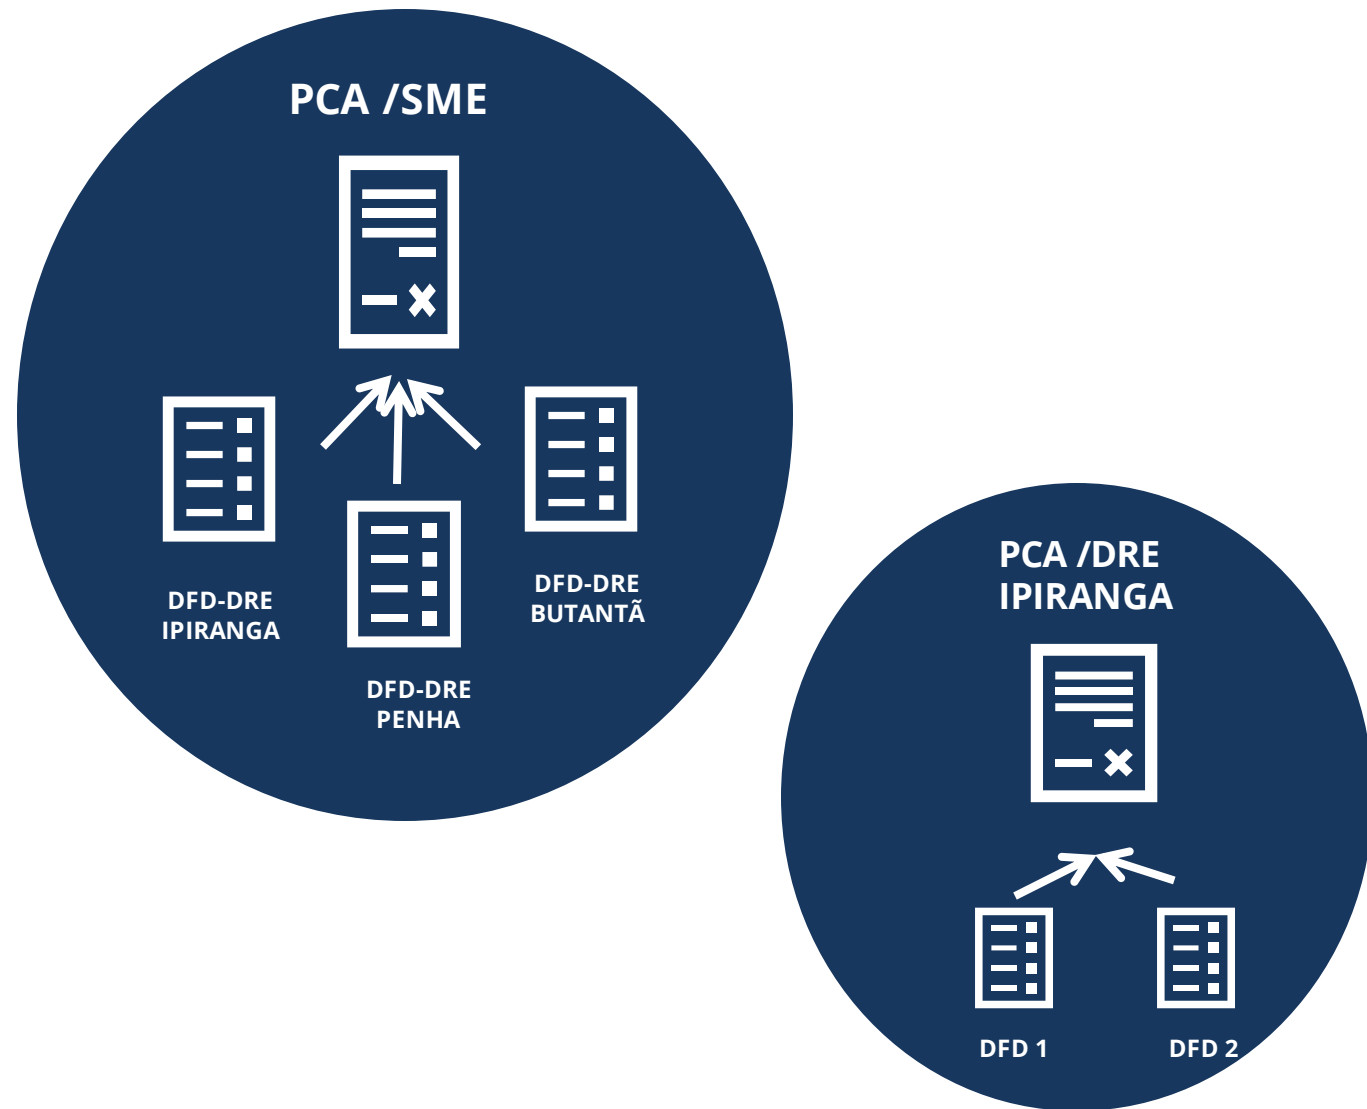 PCA /SME
DFD-DRE
IPIRANGA
DFD-DRE
PENHA
DFD-DRE
BUTANTÃ
PCA /DRE
IPIRANGA
DFD 1
DFD 2